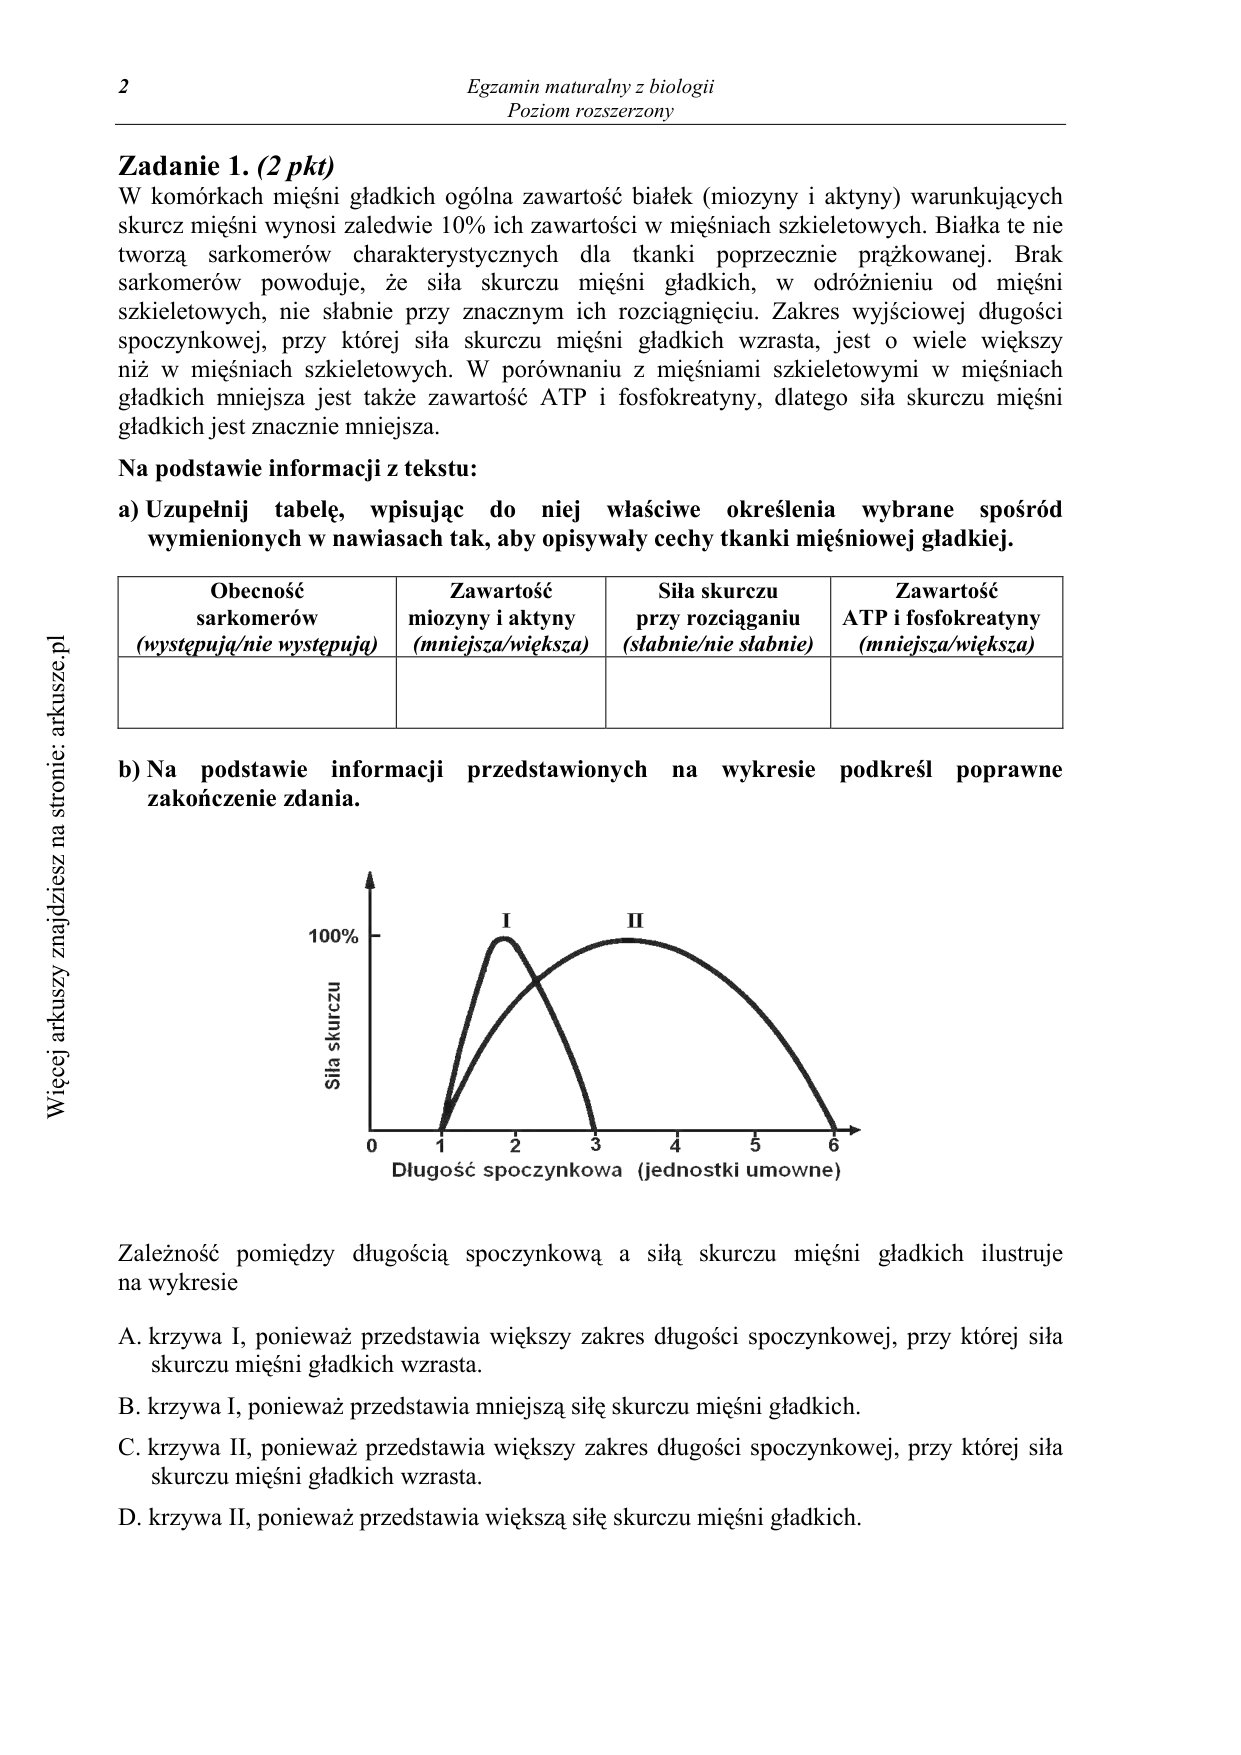 2
Egzamin maturalny z biologii
Poziom rozszerzony
Zadanie 1. (2 pkt)
W komórkach mięśni gładkich ogólna zawartość białek (miozyny i aktyny) warunkujących
skurcz mięśni wynosi zaledwie 10% ich zawartości w mięśniach szkieletowych. Białka te nie
tworzą sarkomerów charakterystycznych dla tkanki poprzecznie prążkowanej. Brak
sarkomerów powoduje, że siła skurczu mięśni gładkich, w odróżnieniu od mięśni
szkieletowych, nie słabnie przy znacznym ich rozciągnięciu. Zakres wyjściowej długości
spoczynkowej, przy której siła skurczu mięśni gładkich wzrasta, jest o wiele większy
niż w mięśniach szkieletowych. W porównaniu z mięśniami szkieletowymi w mięśniach
gładkich mniejsza jest także zawartość ATP i fosfokreatyny, dlatego siła skurczu mięśni
gładkich jest znacznie mniejsza.
Na podstawie informacji z tekstu:
a) Uzupełnij tabelę, wpisując do niej właściwe określenia wybrane spośród
wymienionych w nawiasach tak, aby opisywały cechy tkanki mięśniowej gładkiej.
Obecność
sarkomerów
(występują/nie występują)
Zawartość
miozyny i aktyny
(mniejsza/większa)
Siła skurczu
przy rozciąganiu
(słabnie/nie słabnie)
Zawartość
ATP i fosfokreatyny
(mniejsza/większa)
b) Na podstawie informacji przedstawionych na wykresie podkreśl poprawne
zakończenie zdania.
I
II
100%
Siła skurczu
0 1 2 3 4 5 6
Długość spoczynkowa (jednostki umowne)
Zależność pomiędzy długością spoczynkową a siłą skurczu mięśni gładkich ilustruje
na wykresie
A. krzywa I, ponieważ przedstawia większy zakres długości spoczynkowej, przy której siła
skurczu mięśni gładkich wzrasta.
B. krzywa I, ponieważ przedstawia mniejszą siłę skurczu mięśni gładkich.
C. krzywa II, ponieważ przedstawia większy zakres długości spoczynkowej, przy której siła
skurczu mięśni gładkich wzrasta.
D. krzywa II, ponieważ przedstawia większą siłę skurczu mięśni gładkich.
Więcej arkuszy znajdziesz na stronie: arkusze.pl